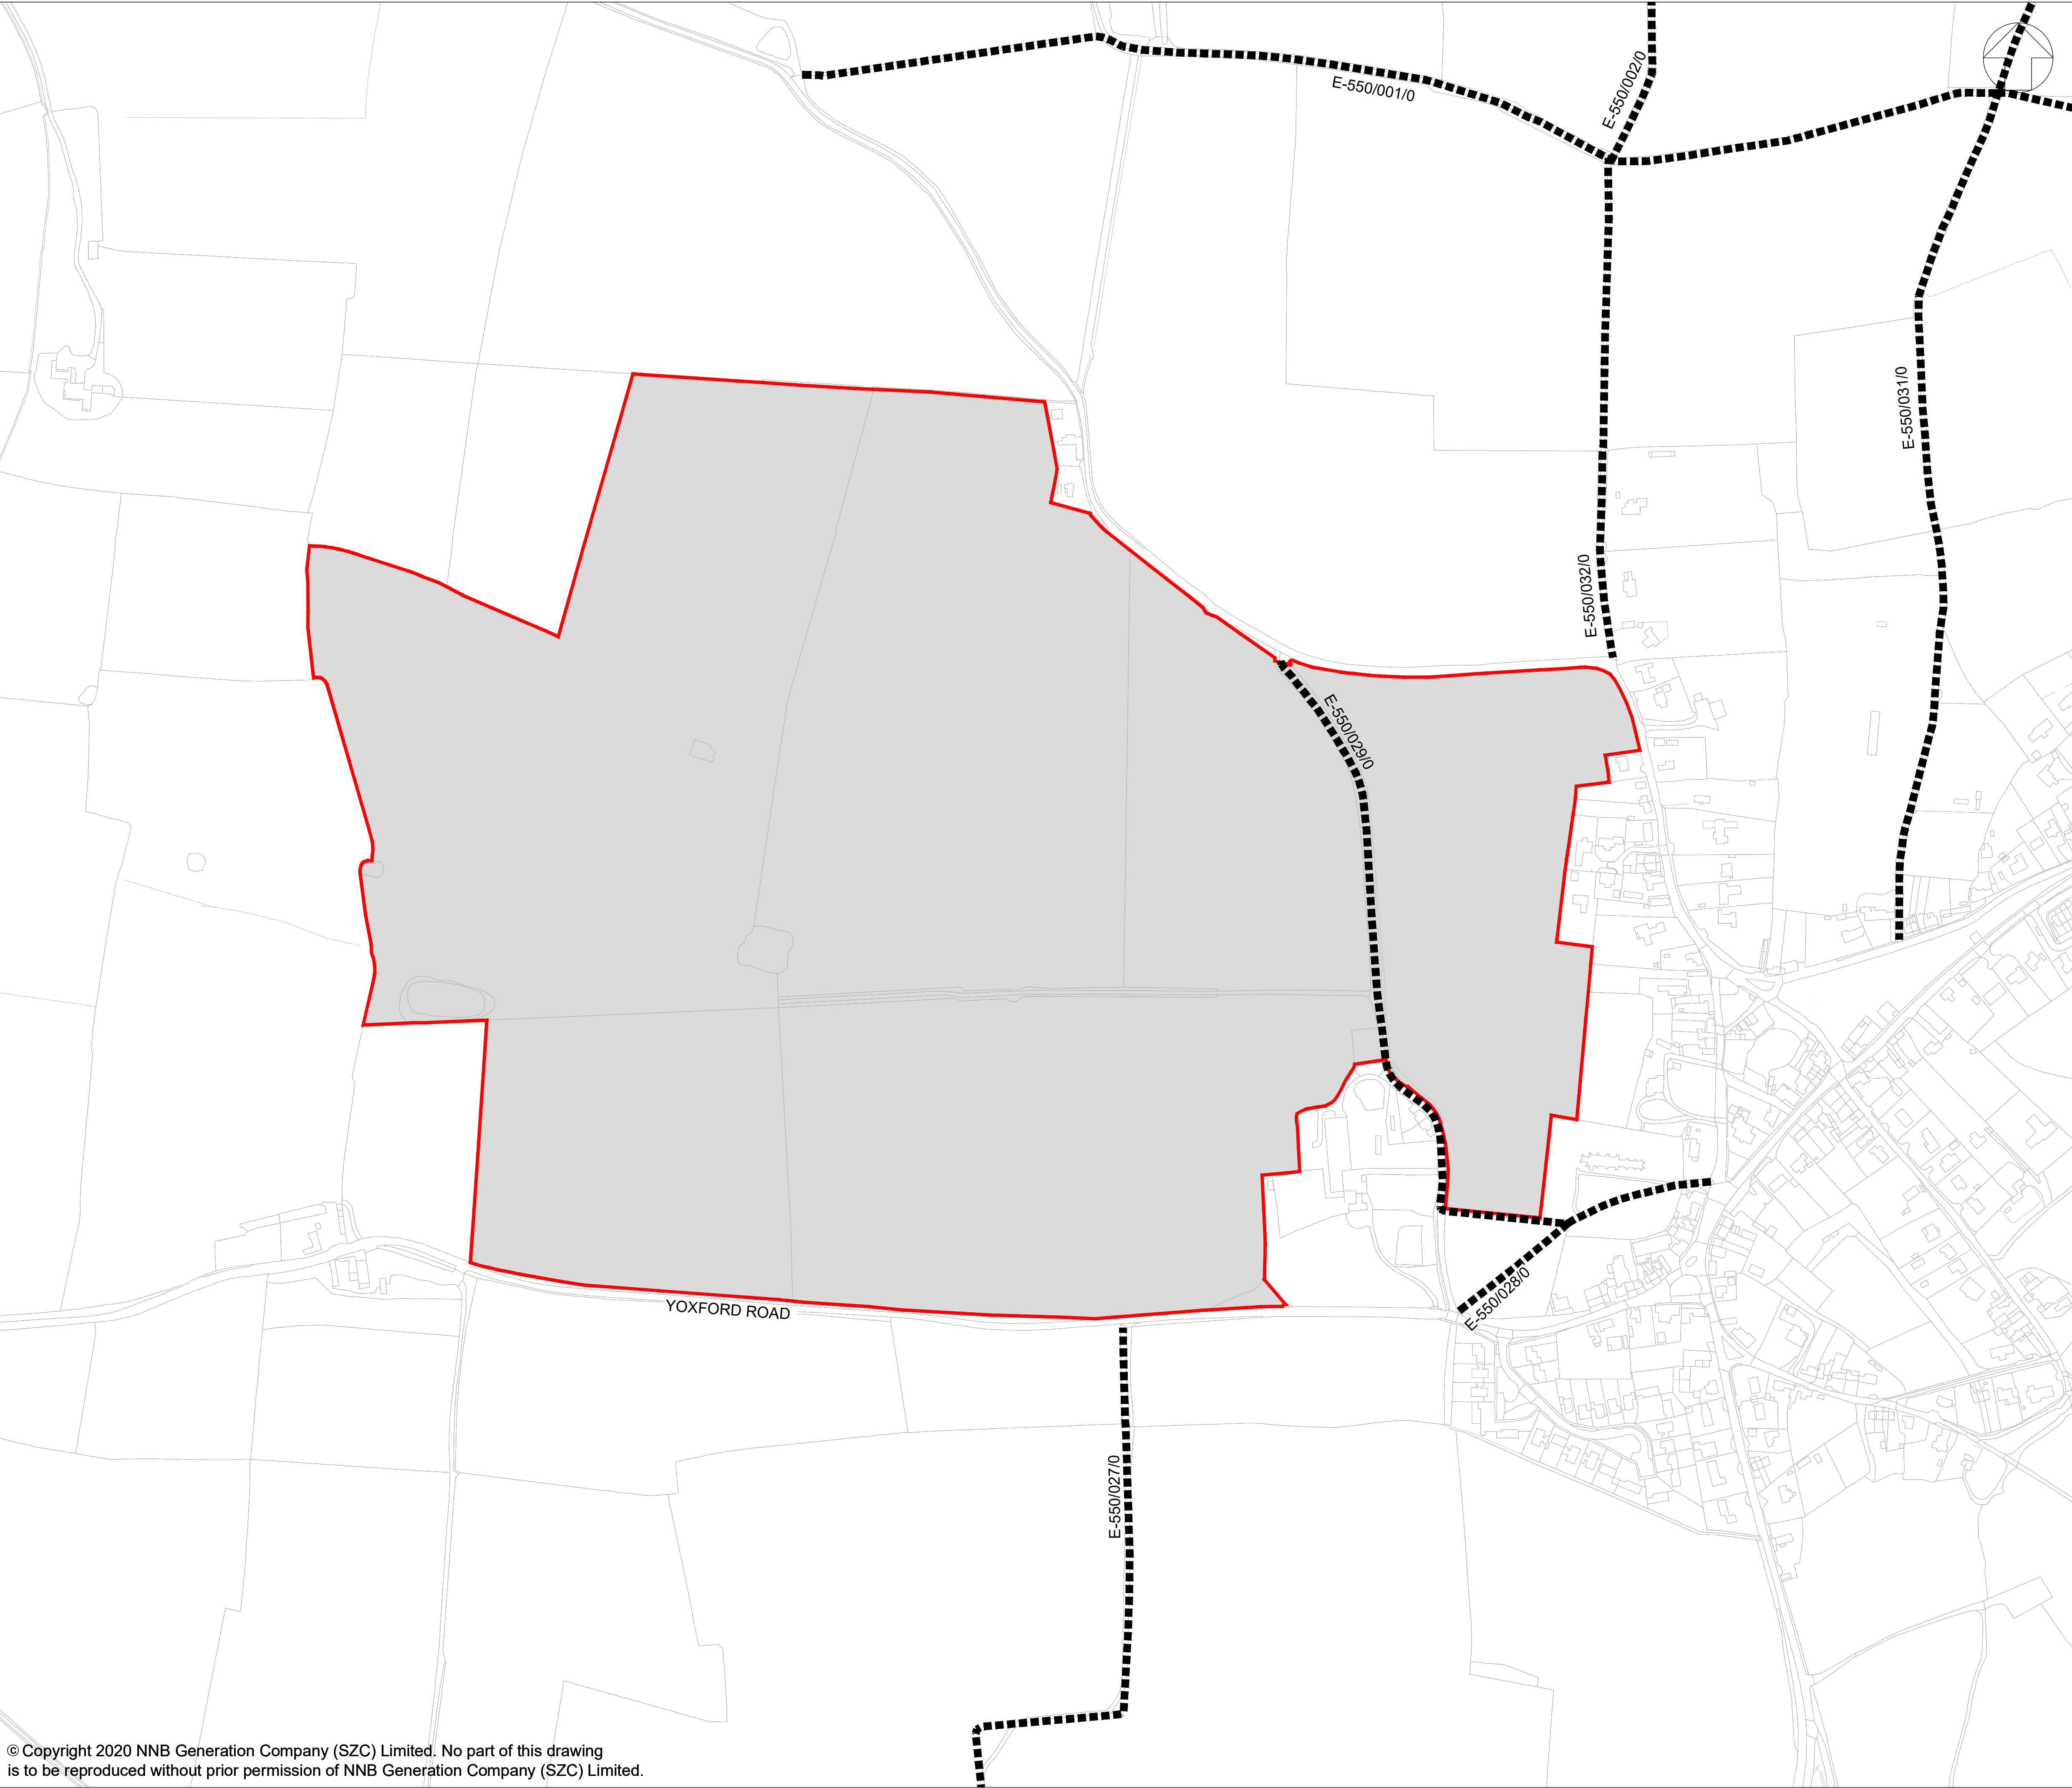 E-550/001/0
E-550/002/0
E-550/031/0
E-550/032/0
E-550/029/0
E-550/028/0
YOXFORD ROAD
E-550/027/0
© Copyright 2020 NNB Generation Company (SZC) Limited. No part of this drawing
is to be reproduced without prior permission of NNB Generation Company (SZC) Limited.